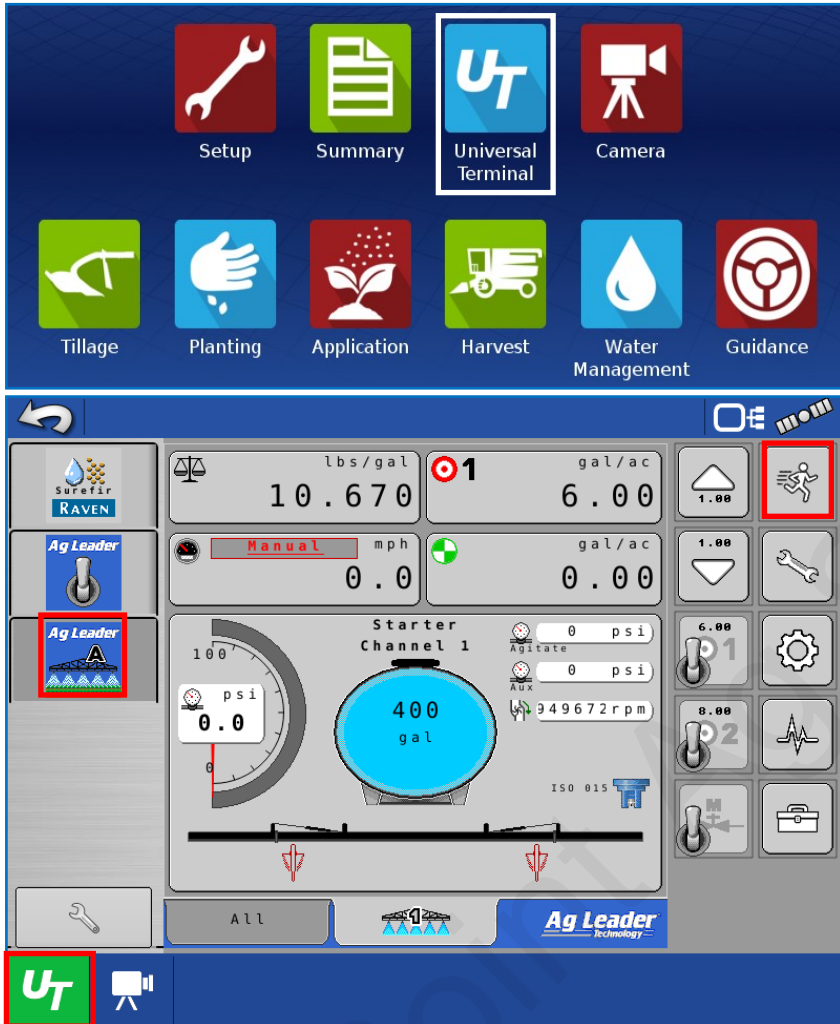 UT
Setup
Summary
Universal
Terminal
Camera
Tillage
Planting
Application
Harvest
Water
Management
Guidance
Surefir
RAVEN
lbs/gal
10.670
1
gal/ac
6.00
1.00
Ag Leader
Manual
mph
0.0
gal/ac
0.00
1.00
Ag Leader
A
Starter
Channel 1
100
psi
0.0
0
400
gal
0 psi
Agitate
0 psi
Aux
949672rpm
ISO 015
6.00
1
8.00
2
M
All
1
Ag Leader
Technology
UT